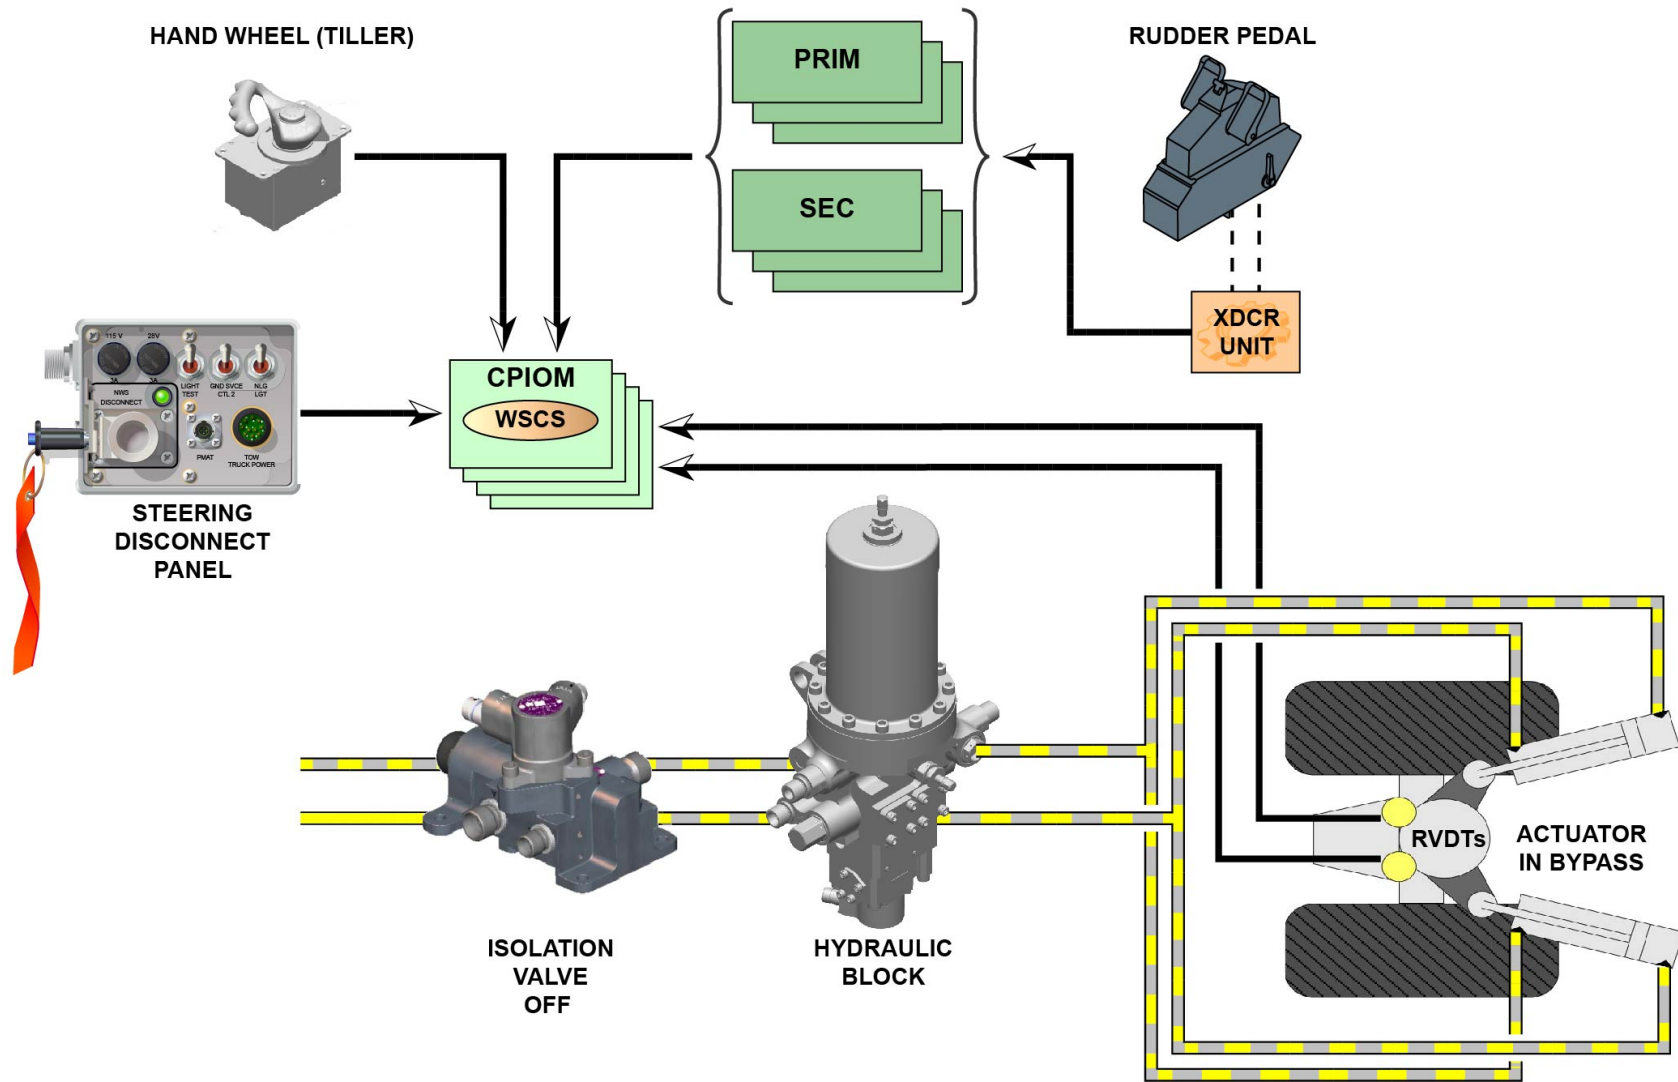 HAND WHEEL (TILLER)
PRIM
SEC
RUDDER PEDAL
XDCR
UNIT
115 V
28V
3A
3A
LIGHT
TEST
GND SVCE
CTL 2
NLG
LGT
NWS
DISCONNECT
PMAT
TOW
TRUCK POWER
STEERING
DISCONNECT
PANEL
CPIOM
WSCS
ISOLATION
VALVE
OFF
HYDRAULIC
BLOCK
RVDTs
ACTUATOR
IN BYPASS